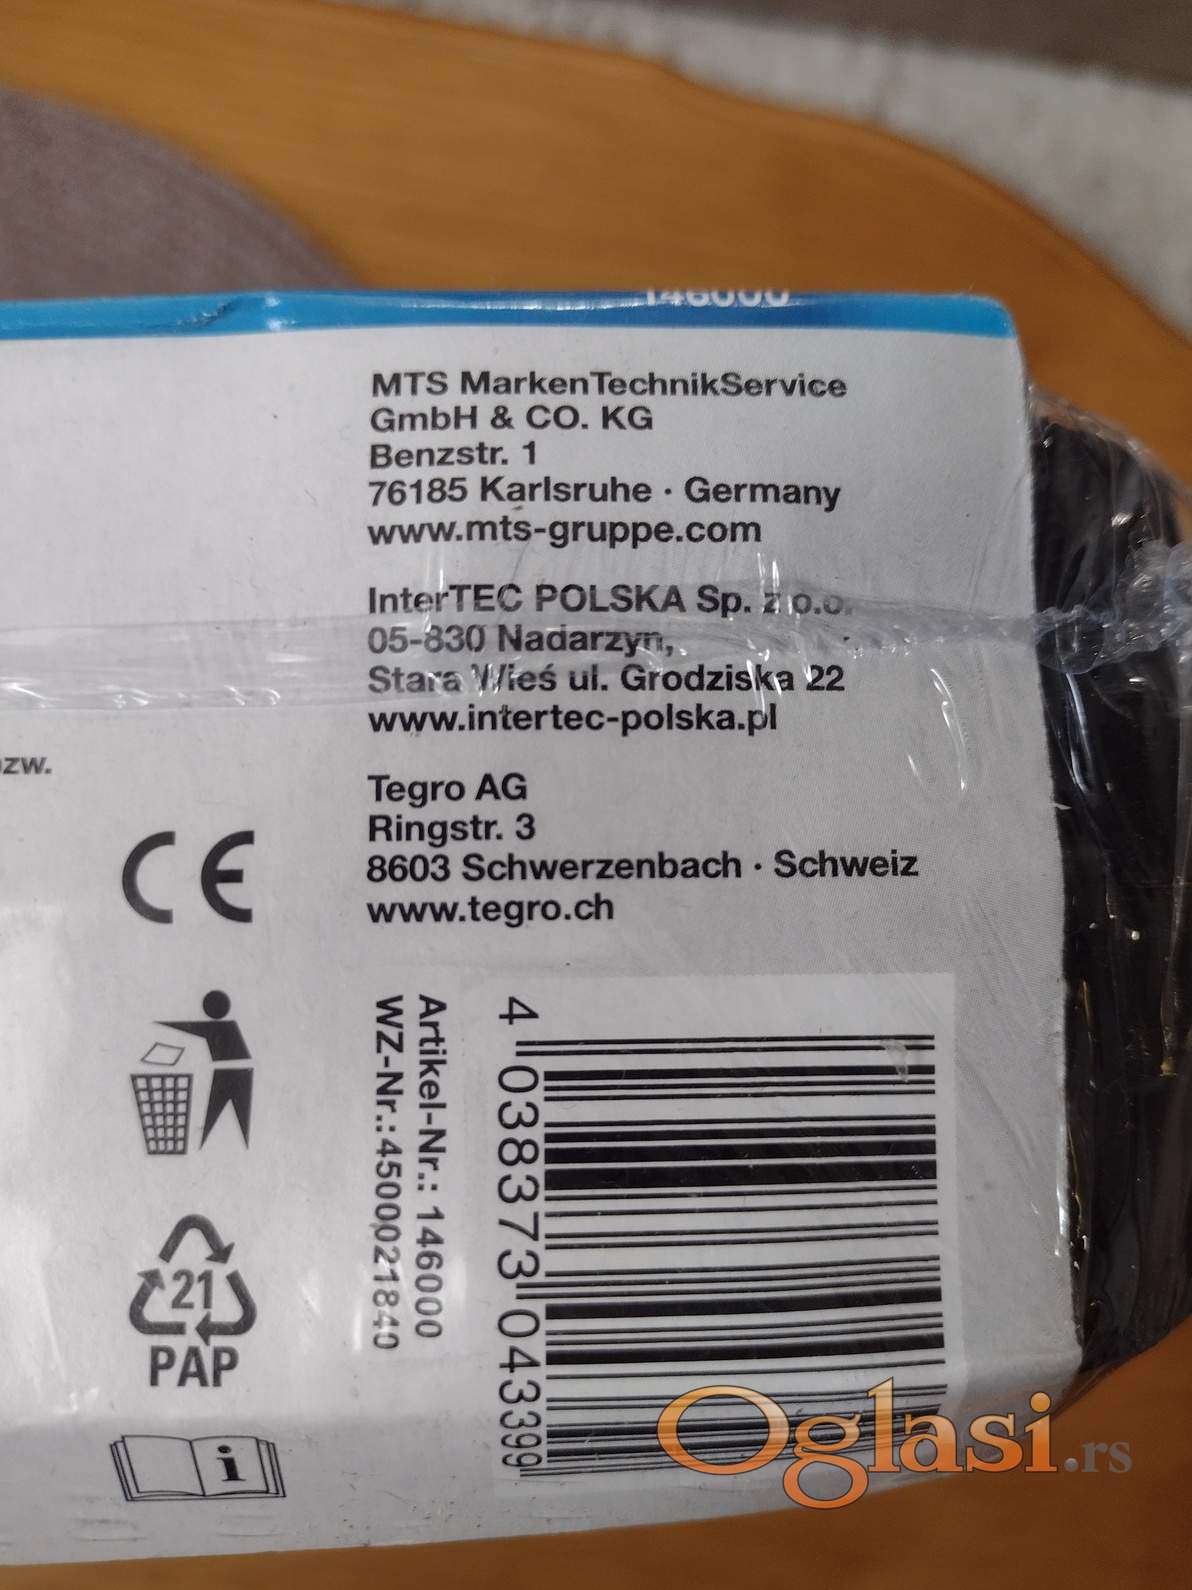 146000
MTS MarkenTechnikService
GmbH & CO. KG
Benzstr. 1
76185 Karlsruhe · Germany
www.mts-gruppe.com
InterTEC POLSKA Sp. z o.o.
05-830 Nadarzyn,
Stara Wieś ul. Grodziska 22
www.intertec-polska.pl
Tegro AG
Ringstr. 3
8603 Schwerzenbach · Schweiz
www.tegro.ch
zw.
CE
21
PAP
i
Artikel-Nr.: 146000
WZ-Nr.:4500021840
4 038373 043399
Oglasi.rs